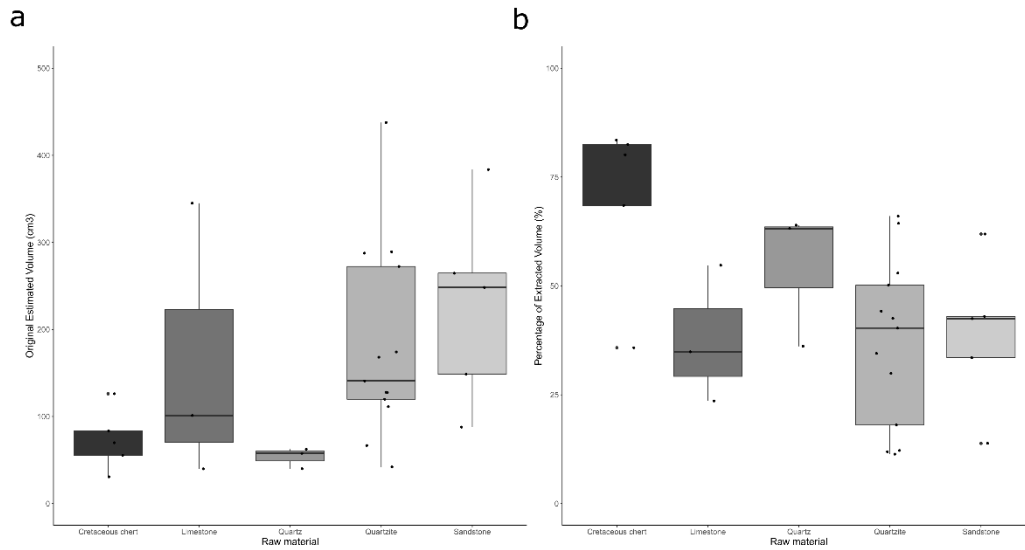 a
500
400
300
200
100
0
Original Estimated Volume (cm3)
Cretaceous chert Limestone Quartz Quartzite Sandstone
Raw material
b
100
75
50
25
0
Percentage of Extracted Volume (%)
Cretaceous chert Limestone Quartz Quartzite Sandstone
Raw material